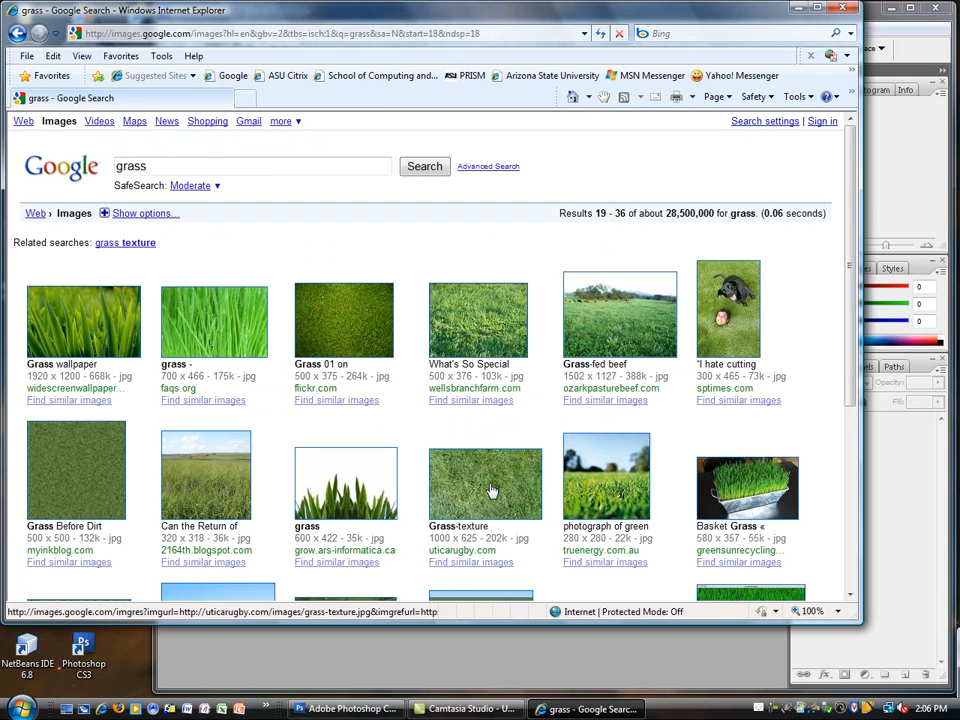 grass - Google Search - Windows Internet Explorer
http://images.google.com/images?hl=en&gbv=2&tbs=isch:1&q=grass&sa=N&start=18&ndsp=18
Bing
File Edit View Favorites Tools Help
Favorites Suggested Sites Google ASU Citrix School of Computing and... PRISM Arizona State University MSN Messenger Yahoo! Messenger
grass - Google Search
Page Safety Tools
Web Images Videos Maps News Shopping Gmail more
Search settings | Sign in
Google grass Search Advanced Search
SafeSearch: Moderate
Web › Images Show options...
Results 19 - 36 of about 28,500,000 for grass. (0.06 seconds)
Related searches: grass texture
Grass wallpaper
1920 x 1200 - 668k - jpg
widescreenwallpaper...
Find similar images
grass -
700 x 466 - 175k - jpg
faqs.org
Find similar images
Grass 01 on
500 x 375 - 264k - jpg
flickr.com
Find similar images
What's So Special
500 x 376 - 103k - jpg
wellsbranchfarm.com
Find similar images
Grass-fed beef
1502 x 1127 - 388k - jpg
ozarkpasturebeef.com
Find similar images
"I hate cutting
300 x 465 - 73k - jpg
sptimes.com
Find similar images
Grass Before Dirt
500 x 500 - 132k - jpg
myinkblog.com
Find similar images
Can the Return of
320 x 318 - 36k - jpg
2164th.blogspot.com
Find similar images
grass
600 x 422 - 35k - jpg
grow.ars-informatica.ca
Find similar images
Grass-texture
1000 x 625 - 202k - jpg
uticarugby.com
Find similar images
photograph of green
280 x 280 - 22k - jpg
truenergy.com.au
Find similar images
Basket Grass «
580 x 357 - 55k - jpg
greensunrecycling...
Find similar images
http://images.google.com/imgres?imgurl=http://uticarugby.com/images/grass-texture.jpg&imgrefurl=http
Internet | Protected Mode: Off
100%
Info
Styles
0
0
0
Paths
Opacity:
Fill:
NetBeans IDE 6.8
Photoshop CS3
Adobe Photoshop C...
Camtasia Studio - U...
grass - Google Searc...
2:06 PM